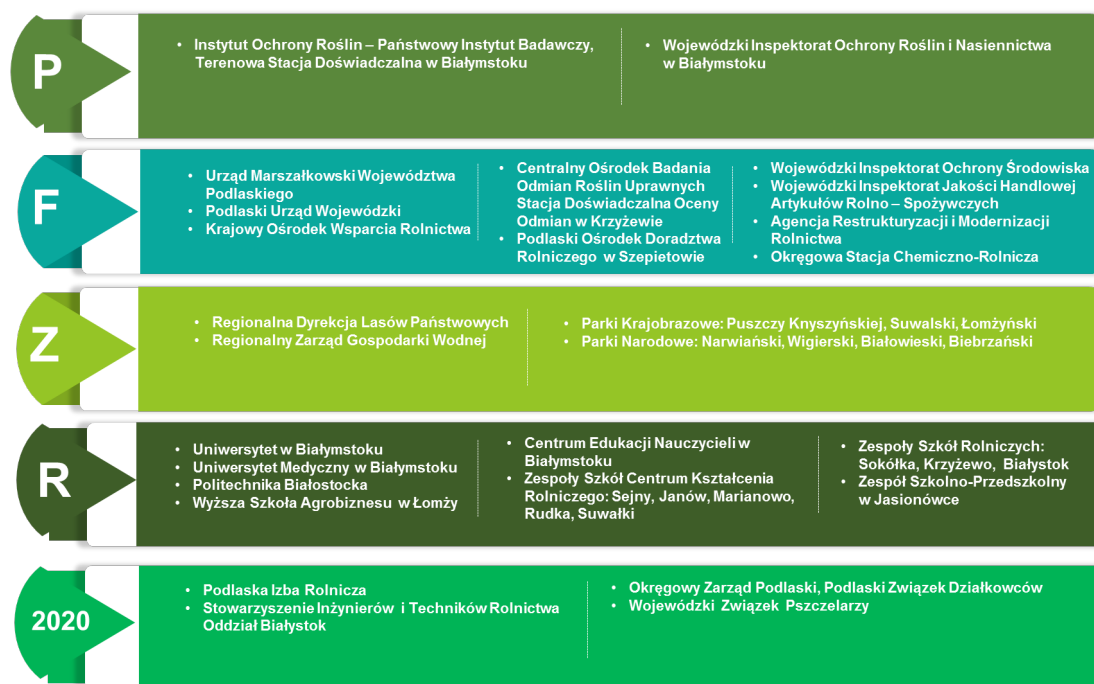 P
• Instytut Ochrony Roślin – Państwowy Instytut Badawczy,
Terenowa Stacja Doświadczalna w Białymstoku
• Wojewódzki Inspektorat Ochrony Roślin i Nasiennictwa
w Białymstoku
F
• Urząd Marszałkowski Województwa
Podlaskiego
• Podlaski Urząd Wojewódzki
• Krajowy Ośrodek Wsparcia Rolnictwa
• Centralny Ośrodek Badania
Odmian Roślin Uprawnych
Stacja Doświadczalna Oceny
Odmian w Krzyżewie
• Podlaski Ośrodek Doradztwa
Rolniczego w Szepietowie
• Wojewódzki Inspektorat Ochrony Środowiska
• Wojewódzki Inspektorat Jakości Handlowej
Artykułów Rolno – Spożywczych
• Agencja Restrukturyzacji i Modernizacji
Rolnictwa
• Okręgowa Stacja Chemiczno-Rolnicza
Z
• Regionalna Dyrekcja Lasów Państwowych
• Regionalny Zarząd Gospodarki Wodnej
• Parki Krajobrazowe: Puszczy Knyszyńskiej, Suwalski, Łomżyński
• Parki Narodowe: Narwiański, Wigierski, Białowieski, Biebrzański
R
• Uniwersytet w Białymstoku
• Uniwersytet Medyczny w Białymstoku
• Politechnika Białostocka
• Wyższa Szkoła Agrobiznesu w Łomży
• Centrum Edukacji Nauczycieli w
Białymstoku
• Zespoły Szkół Centrum Kształcenia
Rolniczego: Sejny, Janów, Marianowo,
Rudka, Suwałki
• Zespoły Szkół Rolniczych:
Sokółka, Krzyżewo, Białystok
• Zespół Szkolno-Przedszkolny
w Jasionówce
2020
• Podlaska Izba Rolnicza
• Stowarzyszenie Inżynierów i Techników Rolnictwa
Oddział Białystok
• Okręgowy Zarząd Podlaski, Podlaski Związek Działkowców
• Wojewódzki Związek Pszczelarzy